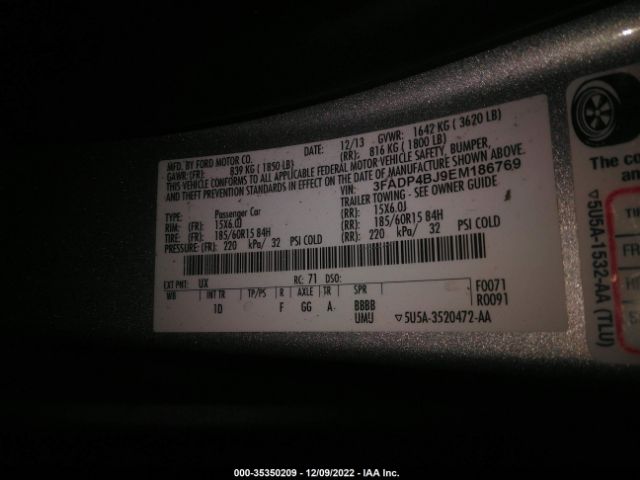 MFD. BY FORD MOTOR CO.
DATE: 12/13 GVWR: 1642 KG ( 3620 LB)
GAWR: (FR): 839 KG ( 1850 LB) (RR): 816 KG ( 1800 LB)
THIS VEHICLE CONFORMS TO ALL APPLICABLE FEDERAL MOTOR VEHICLE SAFETY, BUMPER,
AND THEFT PREVENTION STANDARDS IN EFFECT ON THE DATE OF MANUFACTURE SHOWN ABOVE.
VIN: 3FADP4BJ9EM186769
TYPE: Passenger Car TRAILER TOWING - SEE OWNER GUIDE
RIM: (FR): 15X6.0J (RR): 15X6.0J
TIRE: (FR): 185/60R15 84H (RR): 185/60R15 84H
PRESSURE: (FR): 220 kPa/ 32 PSI COLD (RR): 220 kPa/ 32 PSI COLD
EXT PNT: UX RC: 71 DSO: F0071
WB INT TR TP/PS R AXLE TR SPR R0091
1D F GG A BBBB
UMU ▽5U5A-3520472-AA
The co
and
▽5U5A-1532-AA (TLU)
TI
FR
000-35350209 - 12/09/2022 - IAA Inc.